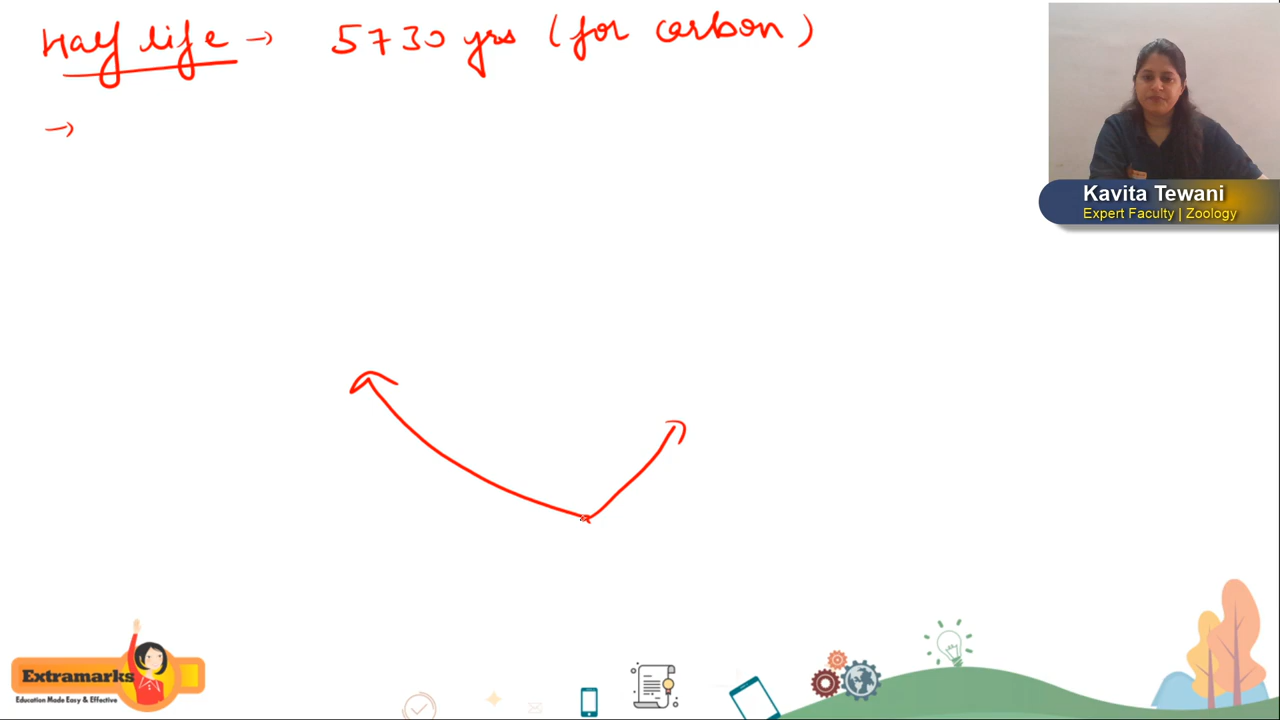 Half life → 5730 yrs (for carbon)
→
Kavita Tewani
Expert Faculty | Zoology
Extramarks
Education Made Easy & Effective